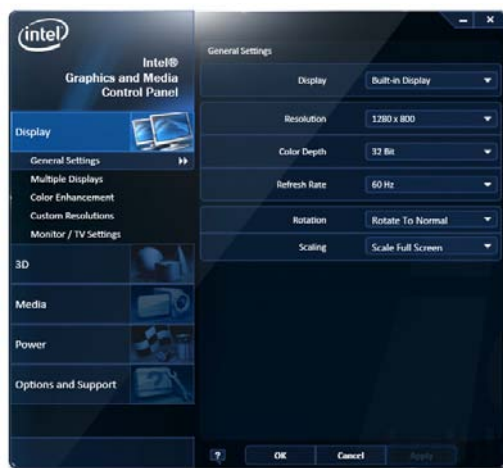 intel
Intel®
Graphics and Media
Control Panel
Display
General Settings
Multiple Displays
Color Enhancement
Custom Resolutions
Monitor / TV Settings
3D
Media
Power
Options and Support
General Settings
Display Built-in Display
Resolution 1280 x 800
Color Depth 32 Bit
Refresh Rate 60 Hz
Rotation Rotate To Normal
Scaling Scale Full Screen
? OK Cancel Apply